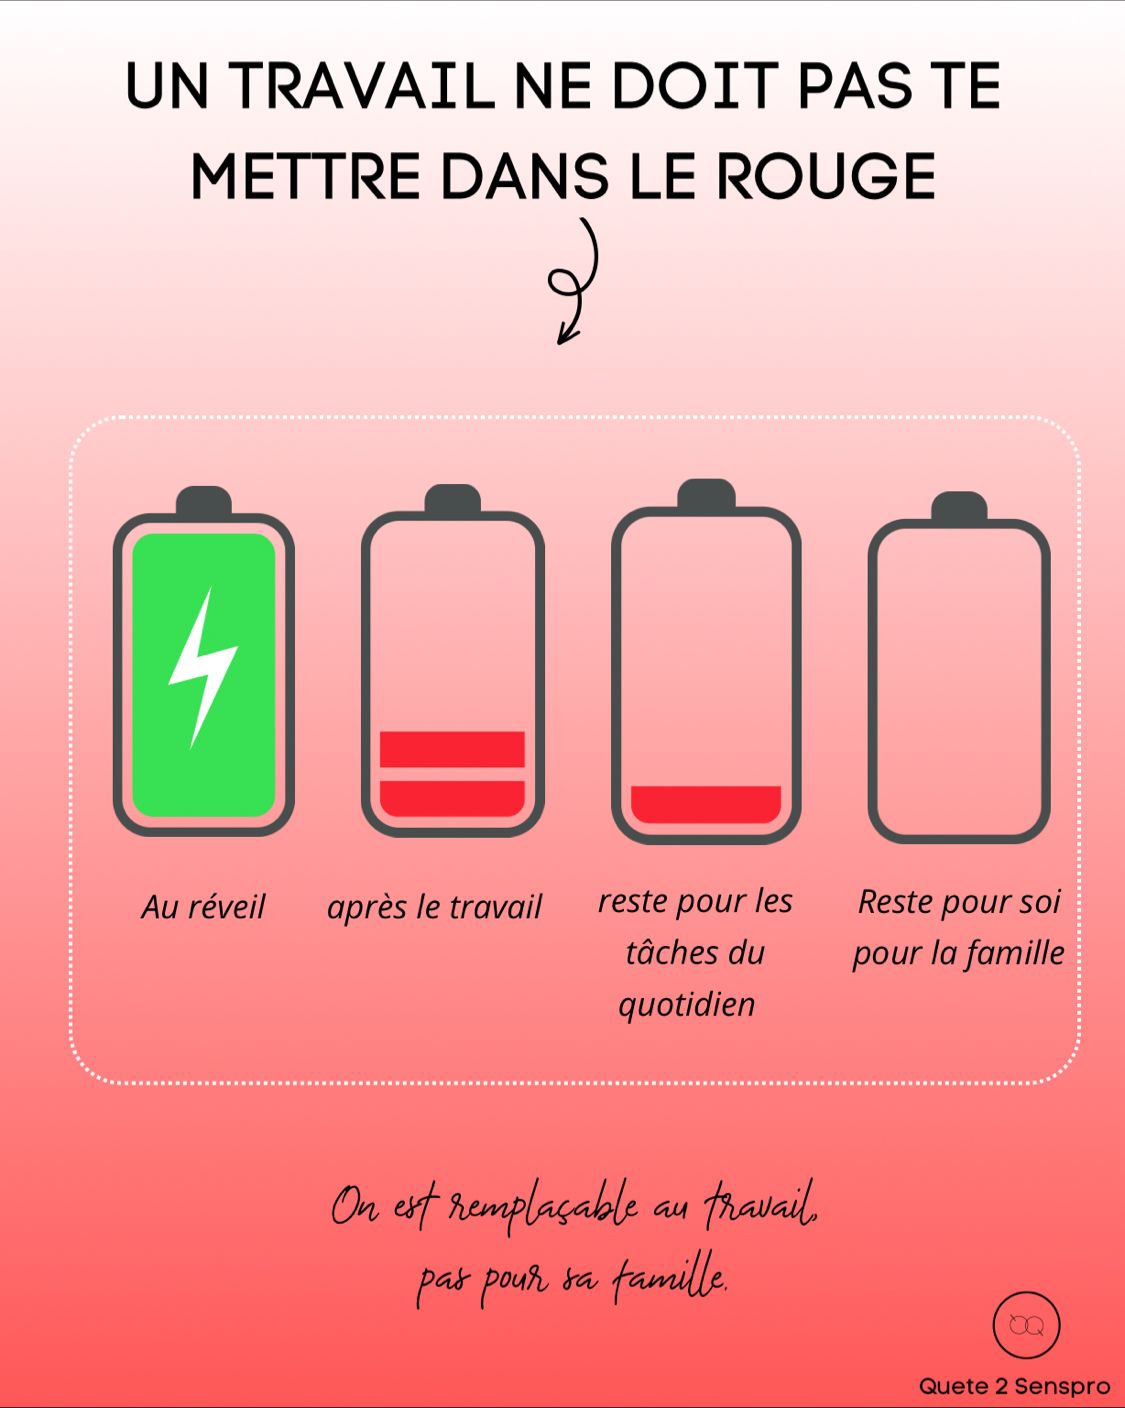 UN TRAVAIL NE DOIT PAS TE
METTRE DANS LE ROUGE
Au réveil
après le travail
reste pour les
tâches du
quotidien
Reste pour soi
pour la famille
On est remplaçable au travail,
pas pour sa famille.
Quete 2 Senspro